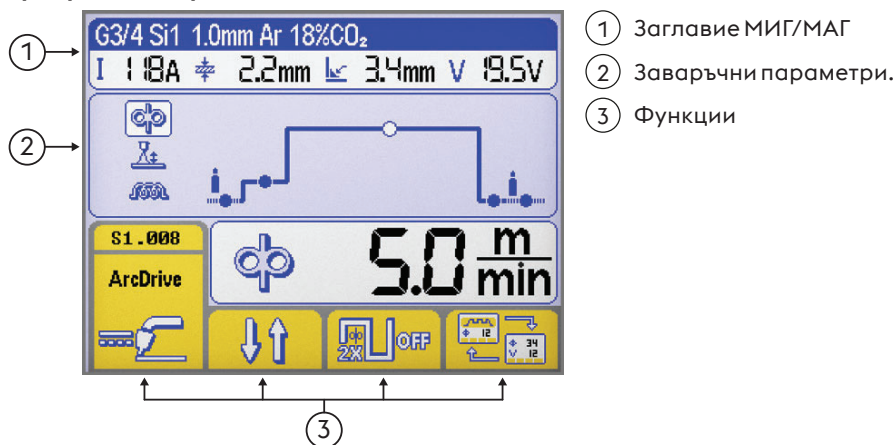 G3/4 Si1 1.0mm Ar 18%CO₂
I 118A 2.2mm 3.4mm V 19.5V
S1.008
ArcDrive
5.0 m/min
2X OFF
12
34
V 12
1
2
3
1 Заглавие МИГ/МАГ
2 Заваръчни параметри.
3 Функции